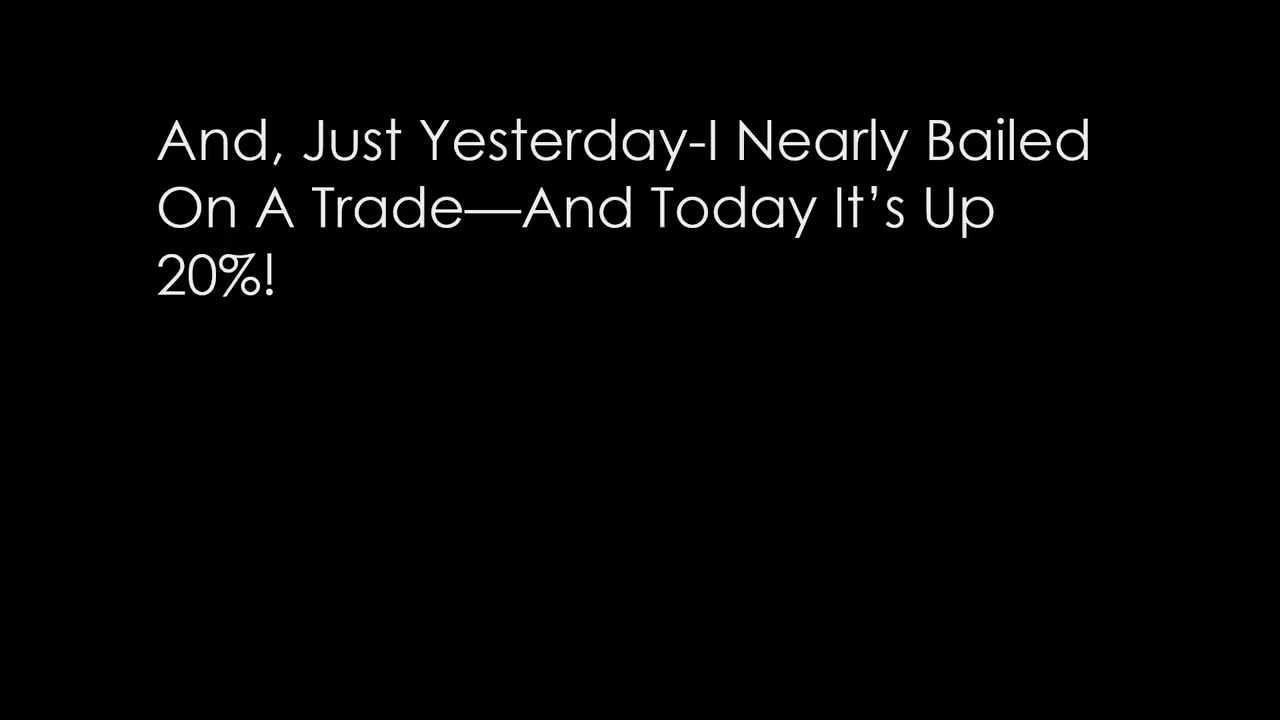 And, Just Yesterday-I Nearly Bailed
On A Trade—And Today It’s Up
20%!